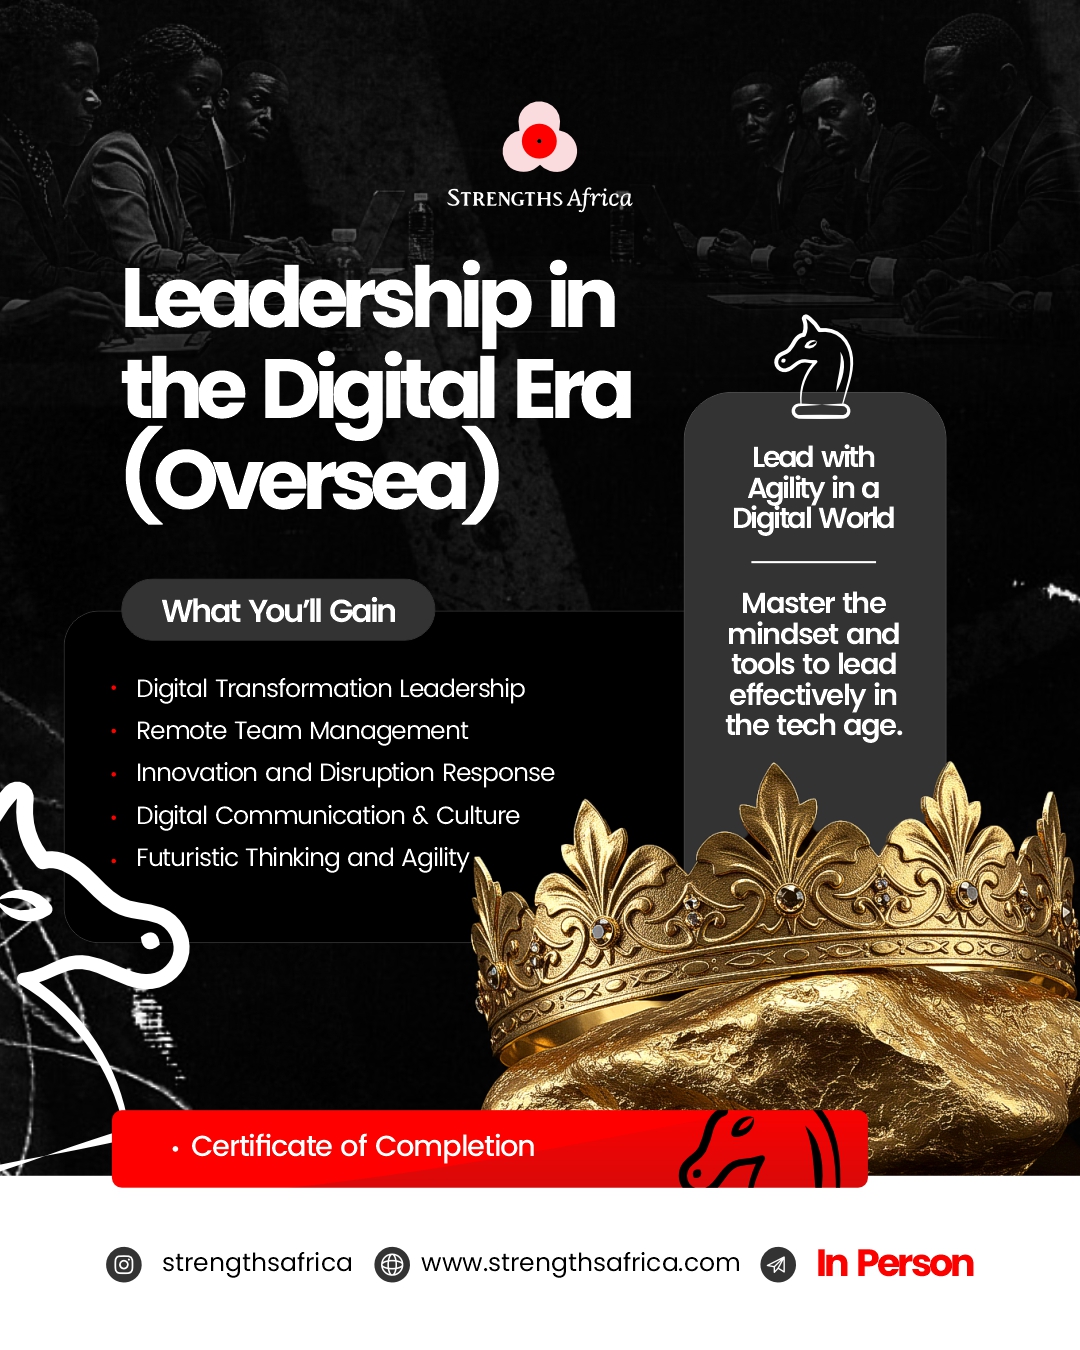 STRENGTHS Africa
Leadership in
the Digital Era
(Oversea)
Lead with
Agility in a
Digital World
Master the
mindset and
tools to lead
effectively in
the tech age.
What You’ll Gain
• Digital Transformation Leadership
• Remote Team Management
• Innovation and Disruption Response
• Digital Communication & Culture
• Futuristic Thinking and Agility
• Certificate of Completion
strengthsafrica www.strengthsafrica.com In Person